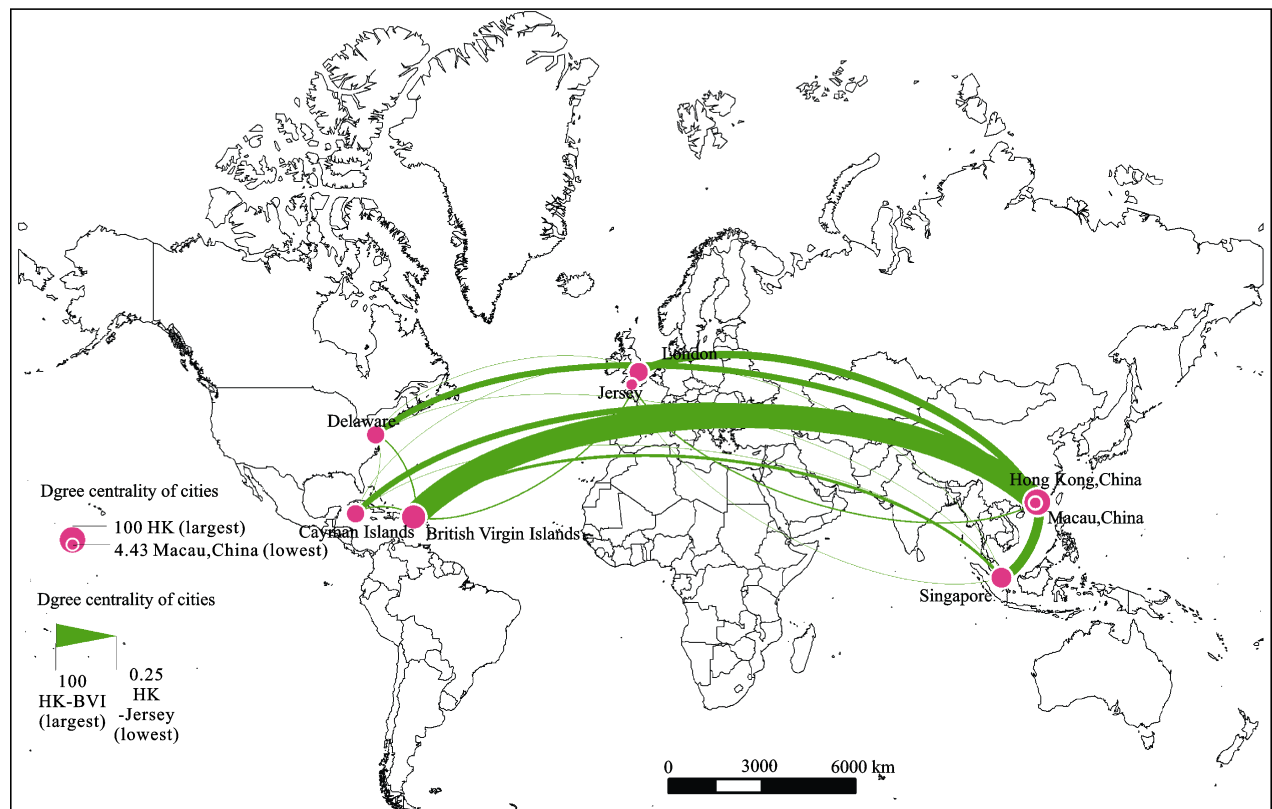 London
Jersey
Delaware
Hong Kong,China
Macau,China
Cayman Islands
British Virgin Islands
Singapore
Dgree centrality of cities
100 HK (largest)
4.43 Macau,China (lowest)
Dgree centrality of cities
100
HK-BVI
(largest)
0.25
HK
-Jersey
(lowest)
0 3000 6000 km